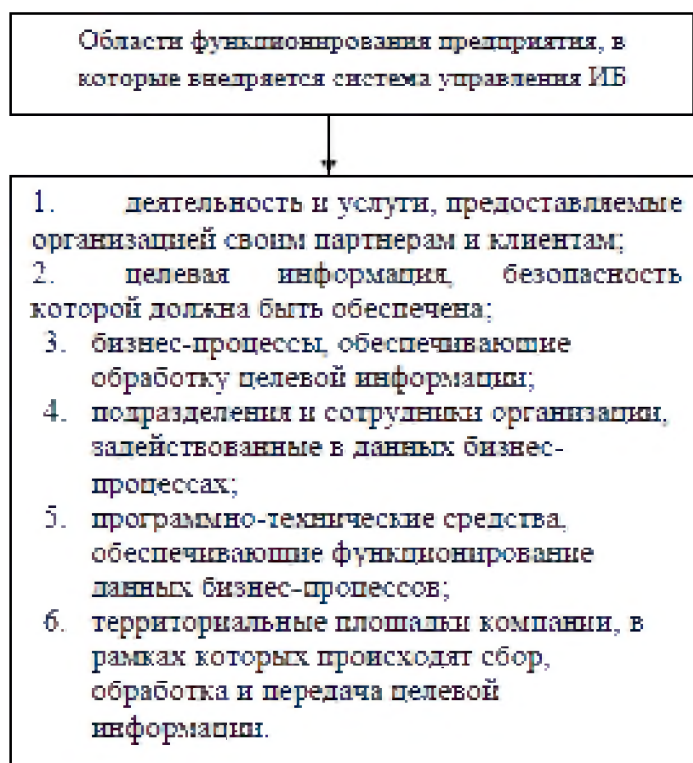 Области функционирования предприятия, в
которые внедряется система управления ИБ
1. деятельность и услуги, предоставляемые
организацией своим партнерам и клиентам;
2. целевая информация, безопасность
которой должна быть обеспечена;
3. бизнес-процессы, обеспечивающие
обработку целевой информации;
4. подразделения и сотрудники организации,
задействованные в данных бизнес-
процессах;
5. программно-технические средства,
обеспечивающие функционирование
данных бизнес-процессов;
6. территориальные площадки компании, в
рамках которых происходят сбор,
обработка и передача целевой
информации.